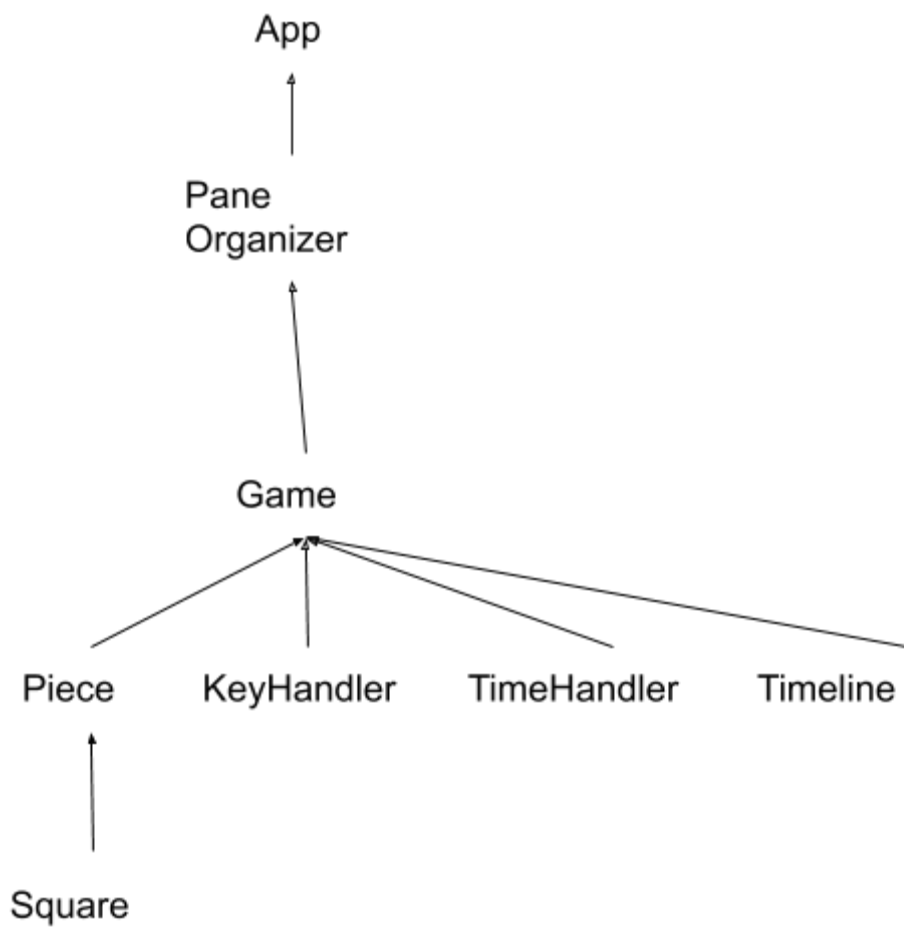 App
Pane
Organizer
Game
Piece
KeyHandler
TimeHandler
Timeline
Square